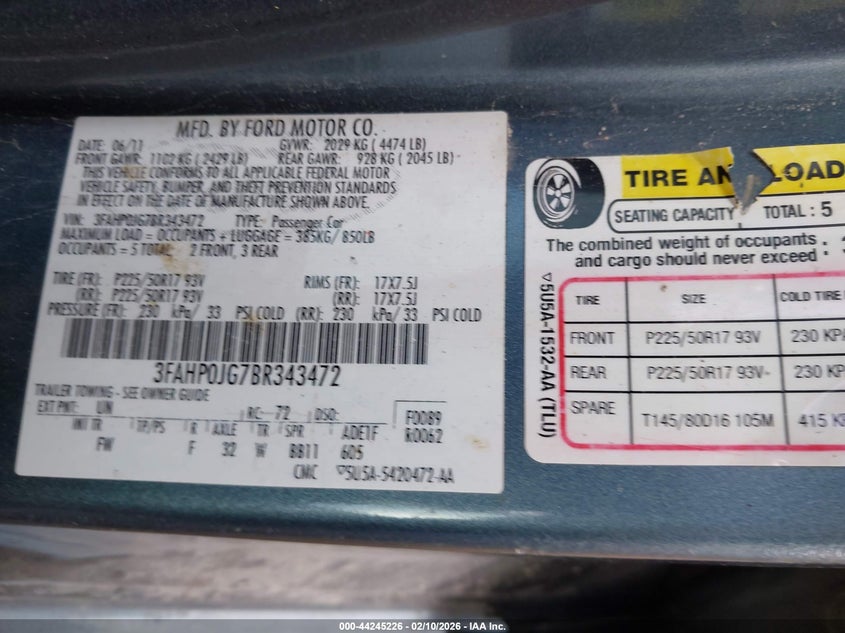 MFD. BY FORD MOTOR CO.
DATE: 06/11 GVWR: 2029 KG ( 4474 LB)
FRONT GAWR: 1102 KG ( 2429 LB) REAR GAWR: 928 KG ( 2045 LB)
THIS VEHICLE CONFORMS TO ALL APPLICABLE FEDERAL MOTOR
VEHICLE SAFETY, BUMPER, AND THEFT PREVENTION STANDARDS
IN EFFECT ON THE DATE OF MANUFACTURE SHOWN ABOVE.
VIN: 3FAHP0JG7BR343472 TYPE: Passenger Car
MAXIMUM LOAD = OCCUPANTS + LUGGAGE = 385KG/ 850LB
OCCUPANTS = 5 TOTAL, 2 FRONT, 3 REAR
TIRE (FR): P225/50R17 93V RIMS (FR): 17X7.5J
(RR): P225/50R17 93V (RR): 17X7.5J
PRESSURE (FR): 230 kPa/ 33 PSI COLD (RR): 230 kPa/ 33 PSI COLD
3FAHP0JG7BR343472
TRAILER TOWING - SEE OWNER GUIDE
EXT PNT: UN RC: 72 DSO: F0089
INT TR TP/PS R AXLE TR SPR ADETF R0062
FW F 32 W BB11 605
CMC 5U5A-5420472-AA
TIRE AN LOAD
SEATING CAPACITY TOTAL : 5
The combined weight of occupants
and cargo should never exceed :
5U5A-1532-AA (TLU)
TIRE SIZE COLD TIRE
FRONT P225/50R17 93V 230 KPA
REAR P225/50R17 93V- 230 KP
SPARE T145/80D16 105M 415 K
000-44245226 - 02/10/2026 - IAA Inc.